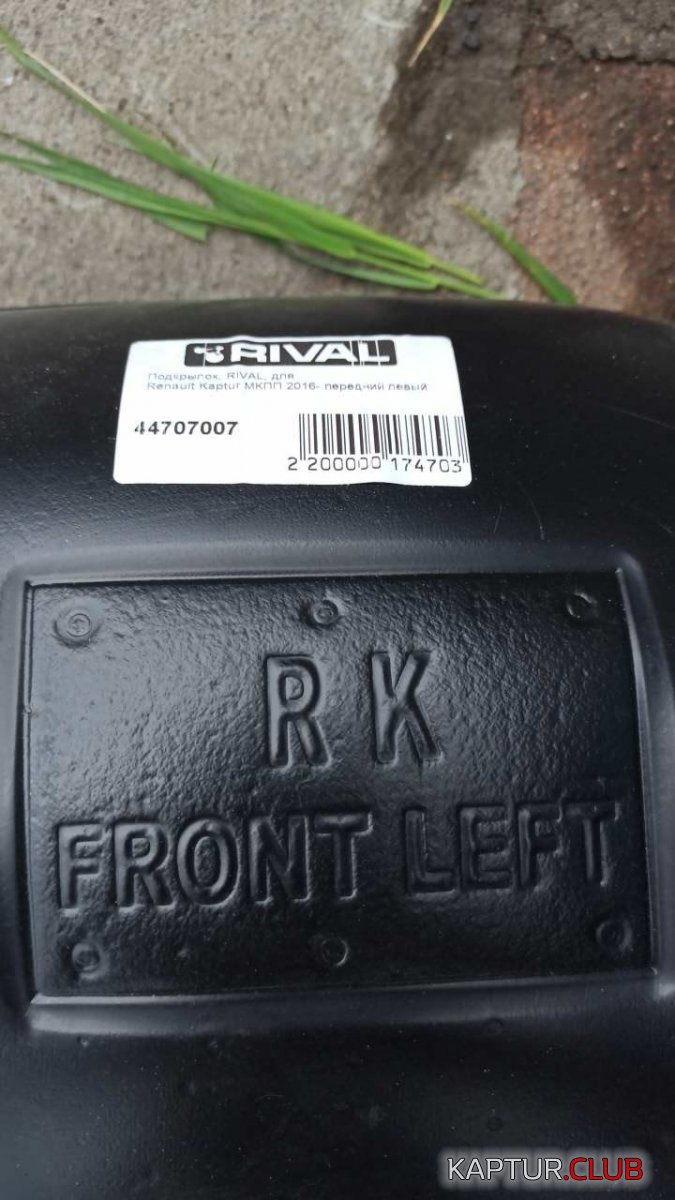 RIVAL
Подкрылок, RIVAL, для
Renault Kaptur МКПП 2016- передний левый
44707007
2 200000 174703
R K
FRONT LEFT
KAPTUR.CLUB